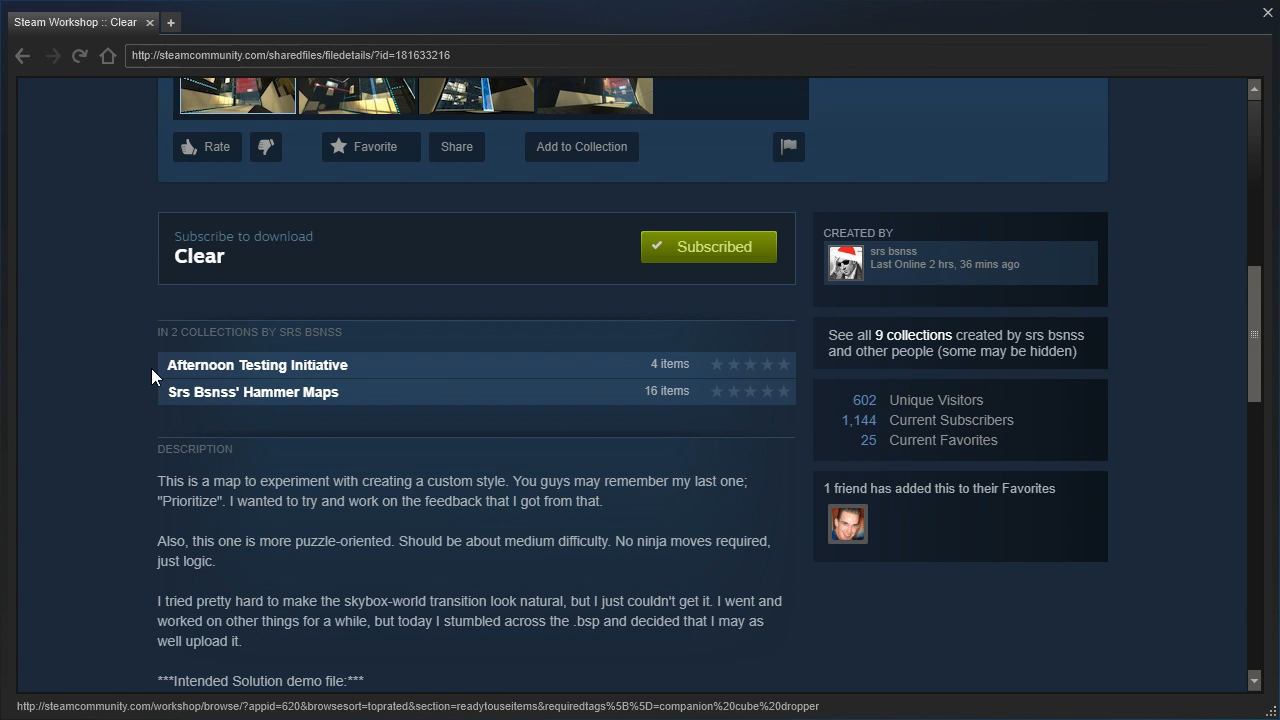 Steam Workshop :: Clear
http://steamcommunity.com/sharedfiles/filedetails/?id=181633216
Rate
Favorite
Share
Add to Collection
Subscribe to download
Clear
Subscribed
IN 2 COLLECTIONS BY SRS BSNSS
Afternoon Testing Initiative 4 items
Srs Bsnss' Hammer Maps 16 items
DESCRIPTION
This is a map to experiment with creating a custom style. You guys may remember my last one;
"Prioritize". I wanted to try and work on the feedback that I got from that.
Also, this one is more puzzle-oriented. Should be about medium difficulty. No ninja moves required,
just logic.
I tried pretty hard to make the skybox-world transition look natural, but I just couldn't get it. I went and
worked on other things for a while, but today I stumbled across the .bsp and decided that I may as
well upload it.
***Intended Solution demo file:***
CREATED BY
srs bsnss
Last Online 2 hrs, 36 mins ago
See all 9 collections created by srs bsnss
and other people (some may be hidden)
602 Unique Visitors
1,144 Current Subscribers
25 Current Favorites
1 friend has added this to their Favorites
http://steamcommunity.com/workshop/browse/?appid=620&browsesort=toprated&section=readytouseitems&requiredtags%5B%5D=companion%20cube%20dropper